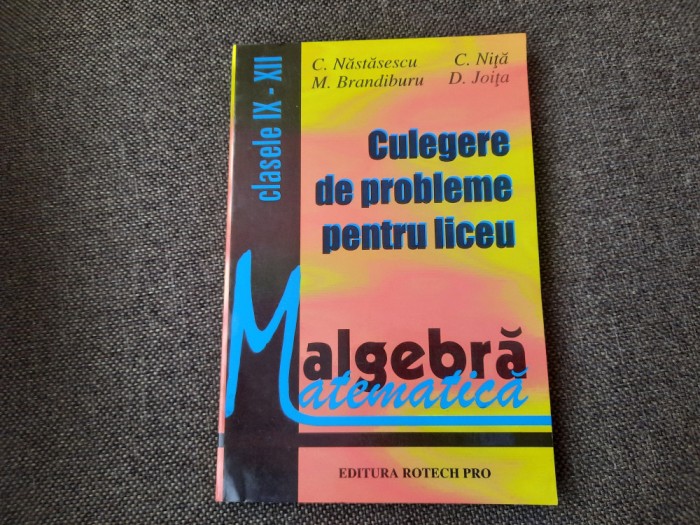 C. Năstăsescu C. Niţă
M. Brandiburu D. Joiţa
clasele IX - XII
Culegere
de probleme
pentru liceu
algebră
Matematică
EDITURA ROTECH PRO